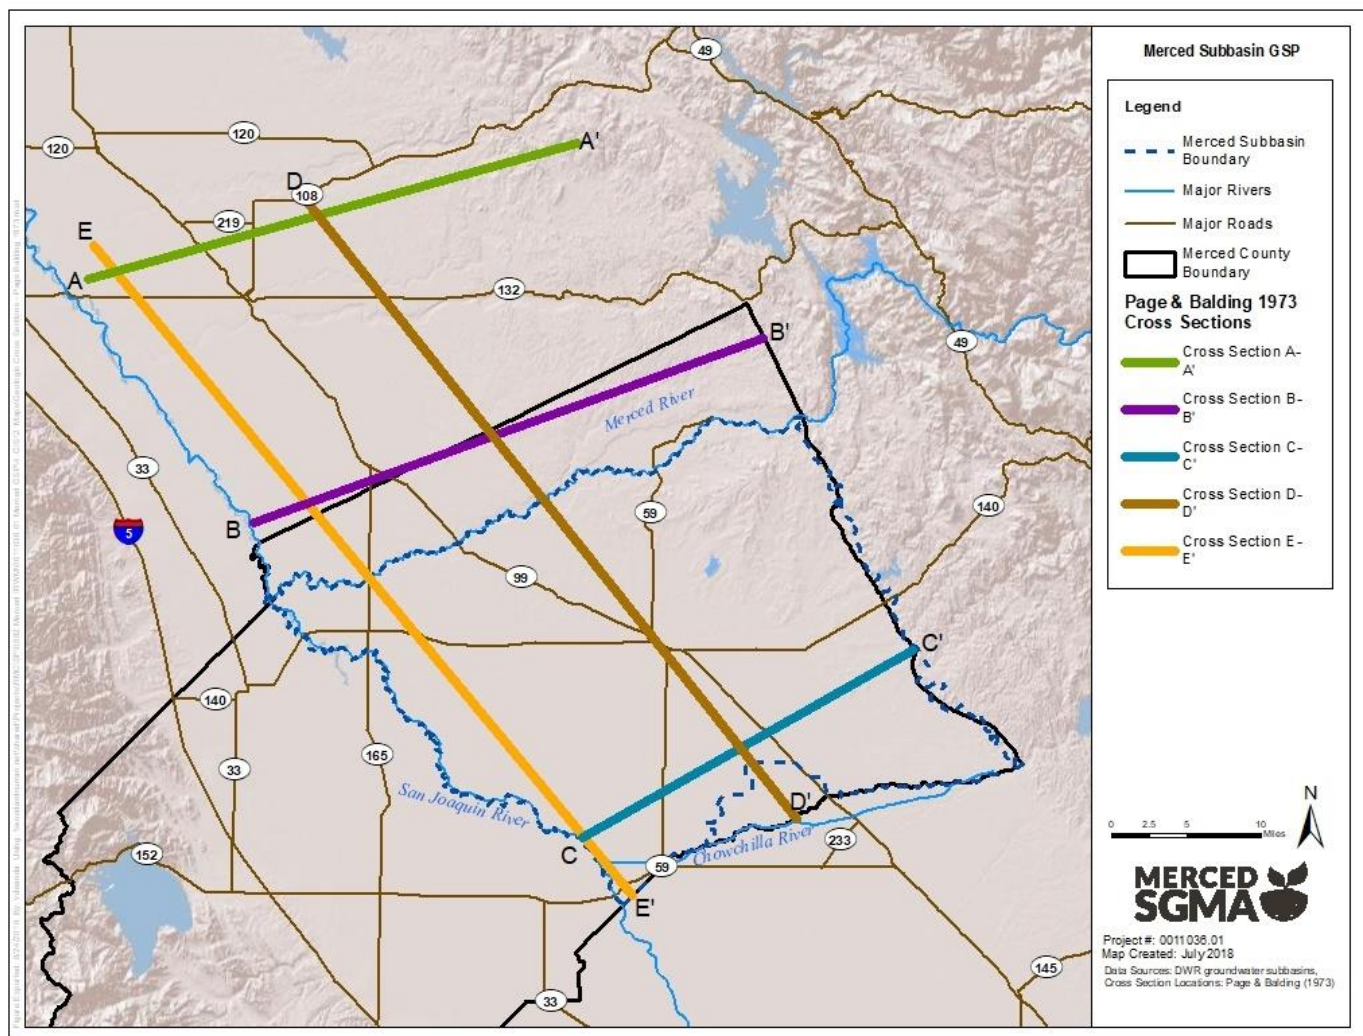 Merced Subbasin GSP
Legend
Merced Subbasin
Boundary
Major Rivers
Major Roads
Merced County
Boundary
Page & Balding 1973
Cross Sections
Cross Section A-
A'
Cross Section B-
B'
Cross Section C-
C'
Cross Section D-
D'
Cross Section E-
E'
49
120
120
A'
D
108
219
E
A
132
B'
49
Merced River
33
5
B
59
140
99
C'
140
165
33
San Joaquin River
D'
C
Chowchilla River
233
152
59
E'
145
33
N
0 2.5 5 10
Miles
MERCED
SGMA
Project #: 0011036.01
Map Created: July 2018
Data Sources: DWR groundwater subbasins,
Cross Section Locations: Page & Balding (1973)